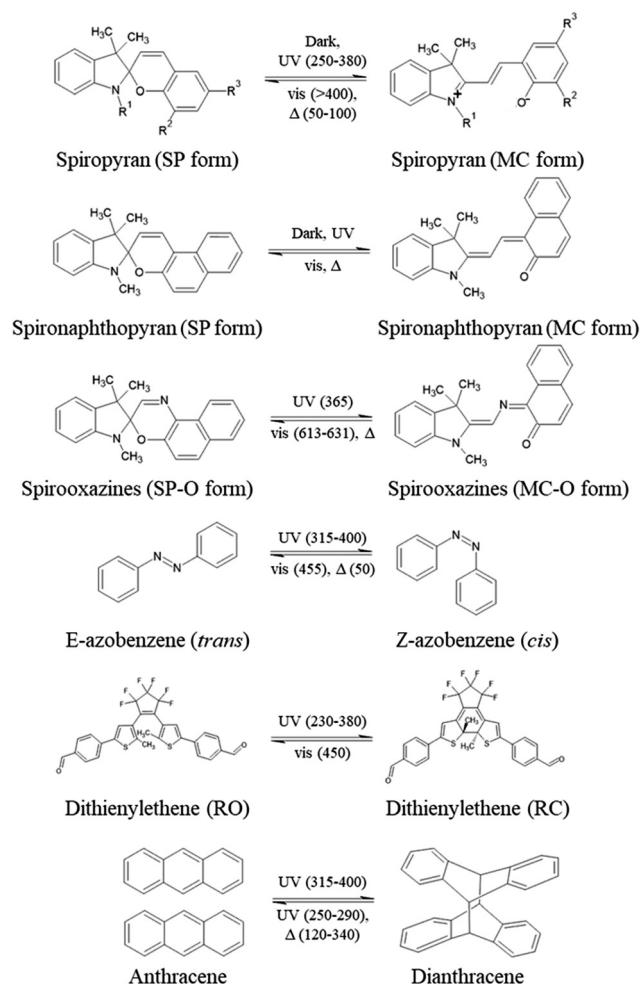 H₃C CH₃ Dark, H₃C CH₃ R³
UV (250-380)
N O R³ vis (>400), N⁺ O⁻ R²
R¹ R² Δ (50-100) R¹
Spiropyran (SP form) Spiropyran (MC form)
H₃C CH₃ Dark, UV H₃C CH₃
N O vis, Δ N O
CH₃ CH₃
Spironaphthopyran (SP form) Spironaphthopyran (MC form)
H₃C CH₃ N UV (365) H₃C CH₃ N
N O vis (613-631), Δ N O
CH₃ CH₃
Spirooxazines (SP-O form) Spirooxazines (MC-O form)
N N UV (315-400) N N
vis (455), Δ (50)
E-azobenzene (trans) Z-azobenzene (cis)
F F F F F F UV (230-380) F F F F F F
O S CH₃ H₃C S O vis (450) O S CH₃ H₃C S O
Dithienylethene (RO) Dithienylethene (RC)
UV (315-400)
UV (250-290),
Δ (120-340)
Anthracene Dianthracene